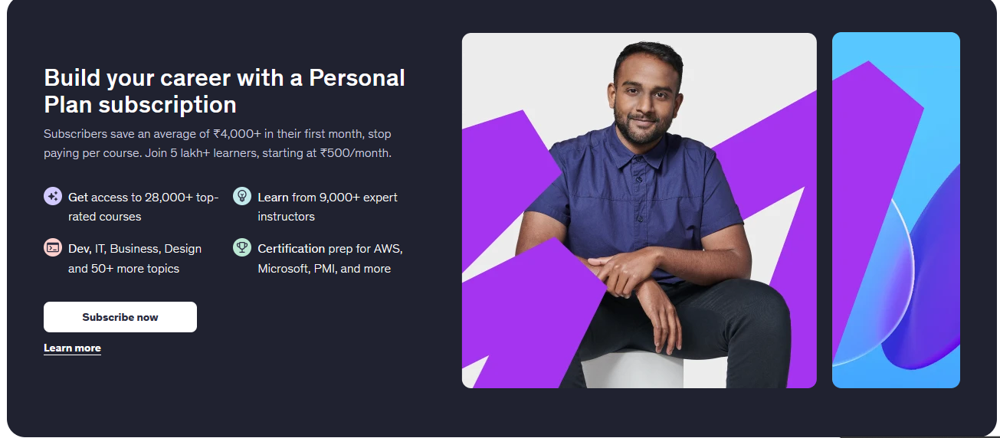 Build your career with a Personal
Plan subscription
Subscribers save an average of ₹4,000+ in their first month, stop
paying per course. Join 5 lakh+ learners, starting at ₹500/month.
Get access to 28,000+ top-
rated courses
Learn from 9,000+ expert
instructors
Dev, IT, Business, Design
and 50+ more topics
Certification prep for AWS,
Microsoft, PMI, and more
Subscribe now
Learn more